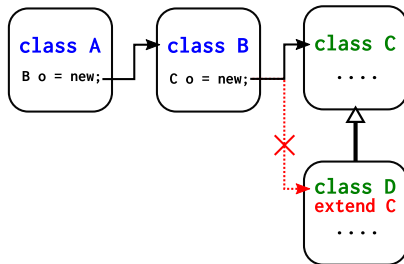 class A
B o = new;
class B
C o = new;
class C
....
class D
extend C
....